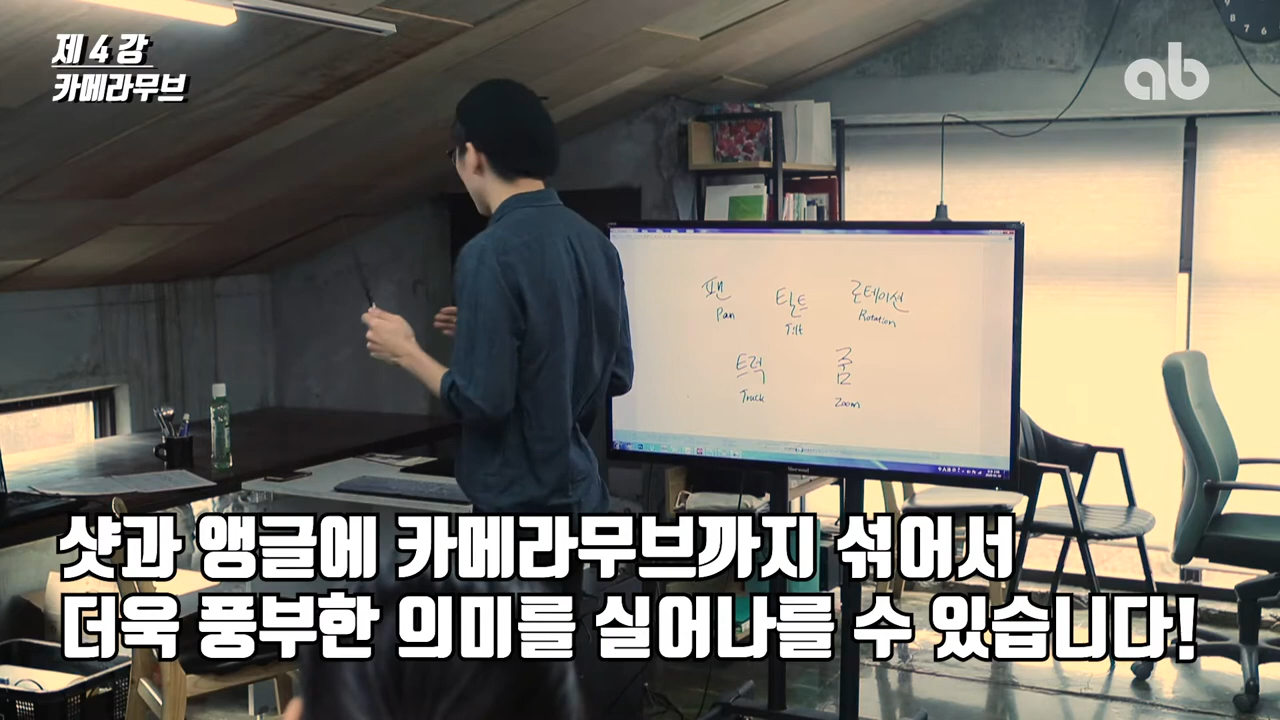 제 4 강
카메라무브
ab
팬
Pan
틸트
Tilt
로테이션
Rotation
트럭
Truck
줌
Zoom
샷과 앵글에 카메라무브까지 섞어서
더욱 풍부한 의미를 실어나를 수 있습니다!